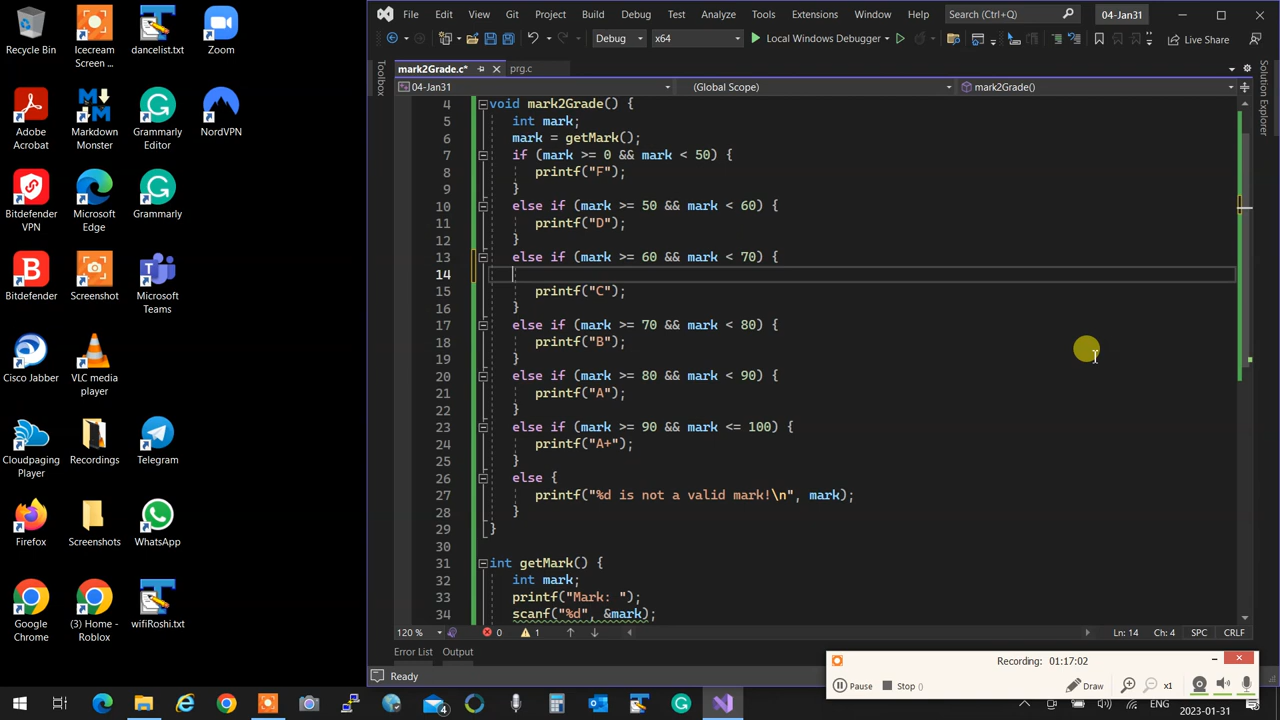 Recycle Bin
Icecream
Screen ...
dancelist.txt
Zoom
Adobe
Acrobat
Markdown
Monster
Grammarly
Editor
NordVPN
Bitdefender
VPN
Microsoft
Edge
Grammarly
Bitdefender
Screenshot
Microsoft
Teams
Cisco Jabber
VLC media
player
Cloudpaging
Player
Recordings
Telegram
Firefox
Screenshots
WhatsApp
Google
Chrome
(3) Home -
Roblox
wifiRoshi.txt
File Edit View Git Project Build Debug Test Analyze Tools Extensions Window Help Search (Ctrl+Q) 04-Jan31
Debug x64 Local Windows Debugger Live Share
Toolbox
mark2Grade.c* prg.c
04-Jan31 (Global Scope) mark2Grade()
Solution Explorer
4 void mark2Grade() {
5 int mark;
6 mark = getMark();
7 if (mark >= 0 && mark < 50) {
8 printf("F");
9 }
10 else if (mark >= 50 && mark < 60) {
11 printf("D");
12 }
13 else if (mark >= 60 && mark < 70) {
14
15 printf("C");
16 }
17 else if (mark >= 70 && mark < 80) {
18 printf("B");
19 }
20 else if (mark >= 80 && mark < 90) {
21 printf("A");
22 }
23 else if (mark >= 90 && mark <= 100) {
24 printf("A+");
25 }
26 else {
27 printf("%d is not a valid mark!\n", mark);
28 }
29 }
30
31 int getMark() {
32 int mark;
33 printf("Mark: ");
34 scanf("%d", &mark);
120 % 0 1 Ln: 14 Ch: 4 SPC CRLF
Error List Output
Ready
Recording: 01:17:02
Pause Stop () Draw x1
4 ENG 2023-01-31